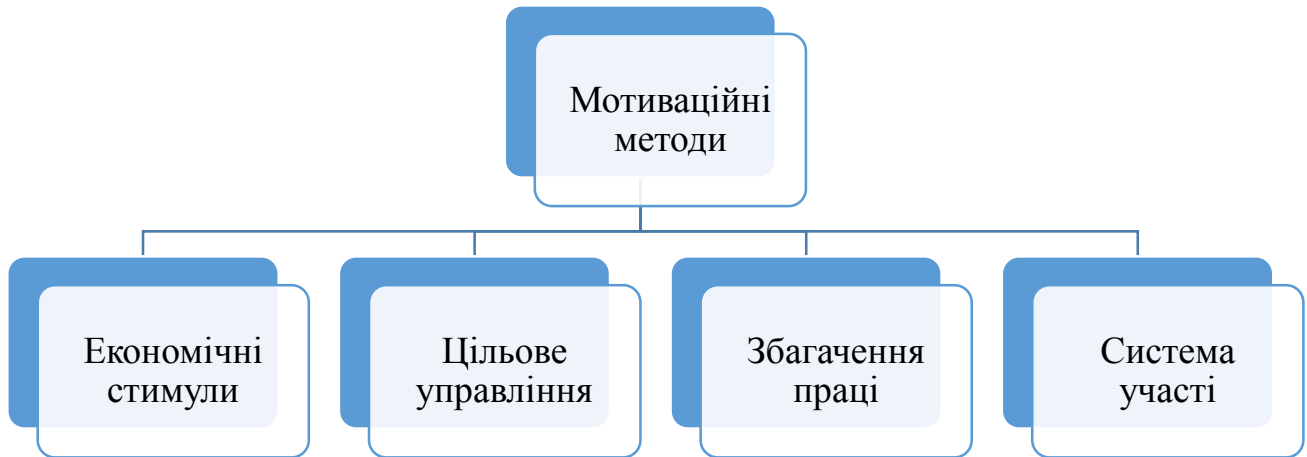 Мотиваційні
методи
Економічні
стимули
Цільове
управління
Збагачення
праці
Система
участі